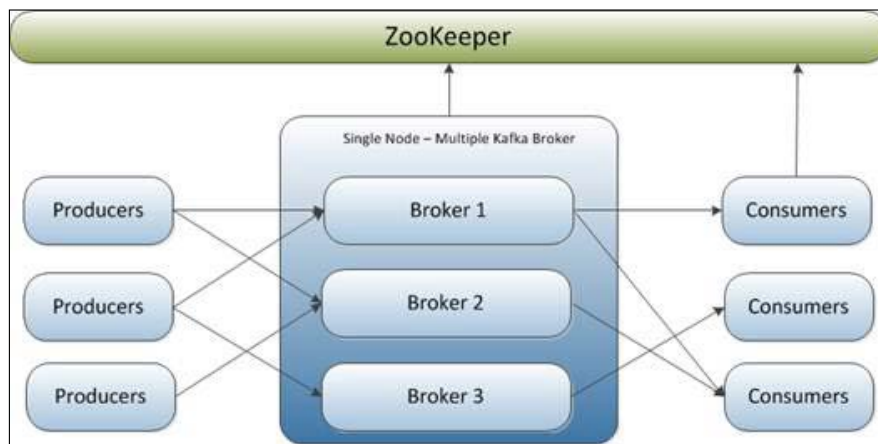 ZooKeeper
Single Node – Multiple Kafka Broker
Producers
Broker 1
Consumers
Producers
Broker 2
Consumers
Producers
Broker 3
Consumers